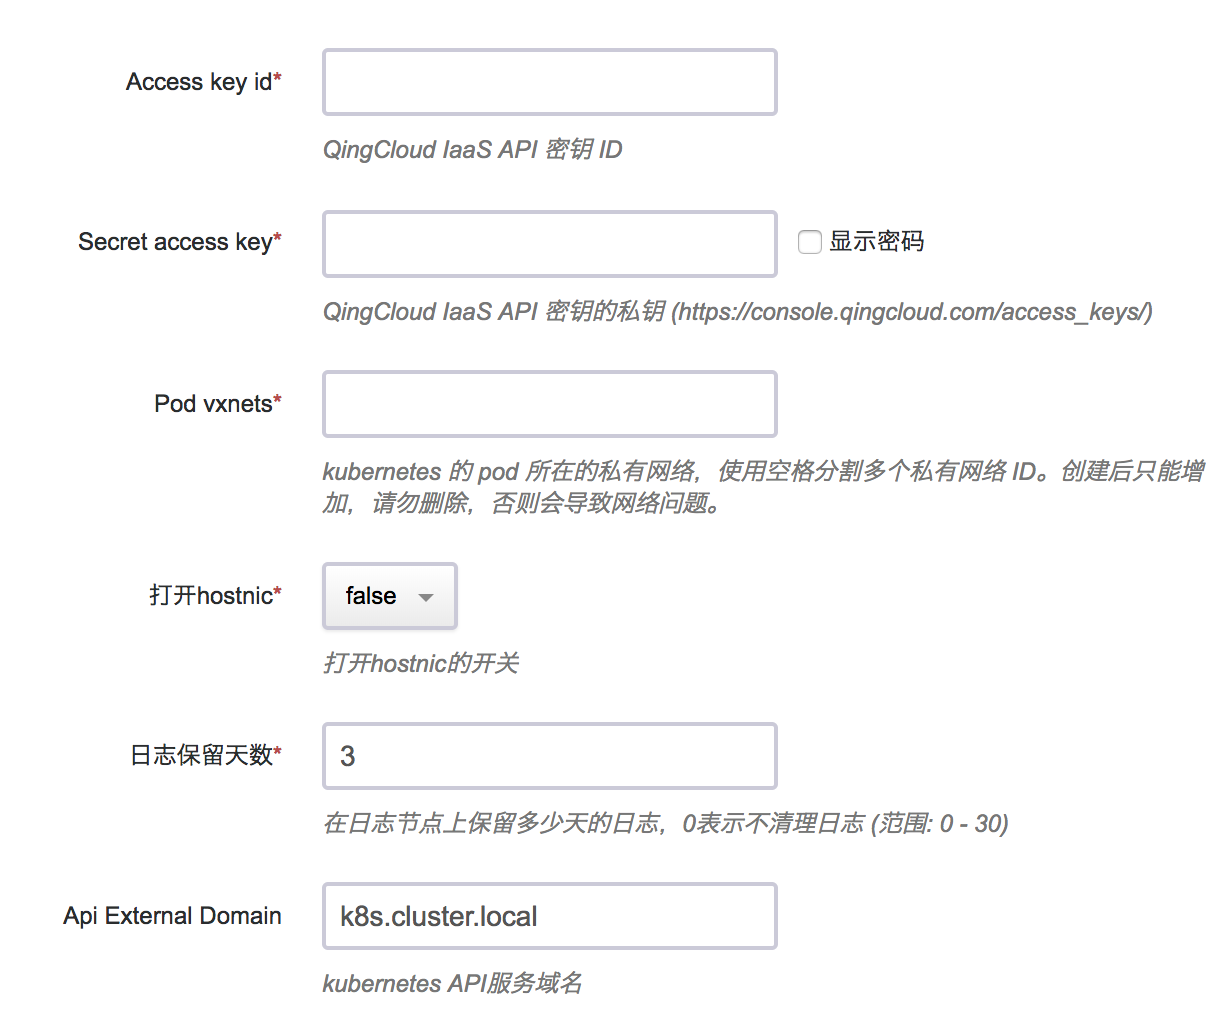 Access key id*
QingCloud IaaS API 密钥 ID
Secret access key*
显示密码
QingCloud IaaS API 密钥的私钥 (https://console.qingcloud.com/access_keys/)
Pod vxnets*
kubernetes 的 pod 所在的私有网络，使用空格分割多个私有网络 ID。创建后只能增
加，请勿删除，否则会导致网络问题。
打开hostnic*
false
打开hostnic的开关
日志保留天数*
3
在日志节点上保留多少天的日志，0表示不清理日志 (范围: 0 - 30)
Api External Domain
k8s.cluster.local
kubernetes API服务域名